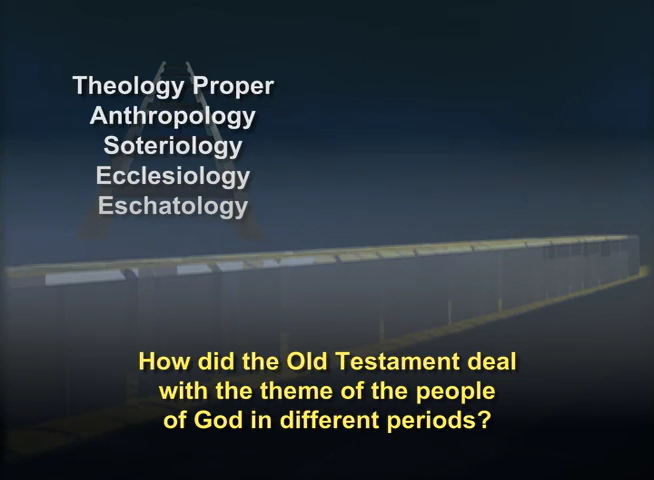 Theology Proper
Anthropology
Soteriology
Ecclesiology
Eschatology
How did the Old Testament deal
with the theme of the people
of God in different periods?